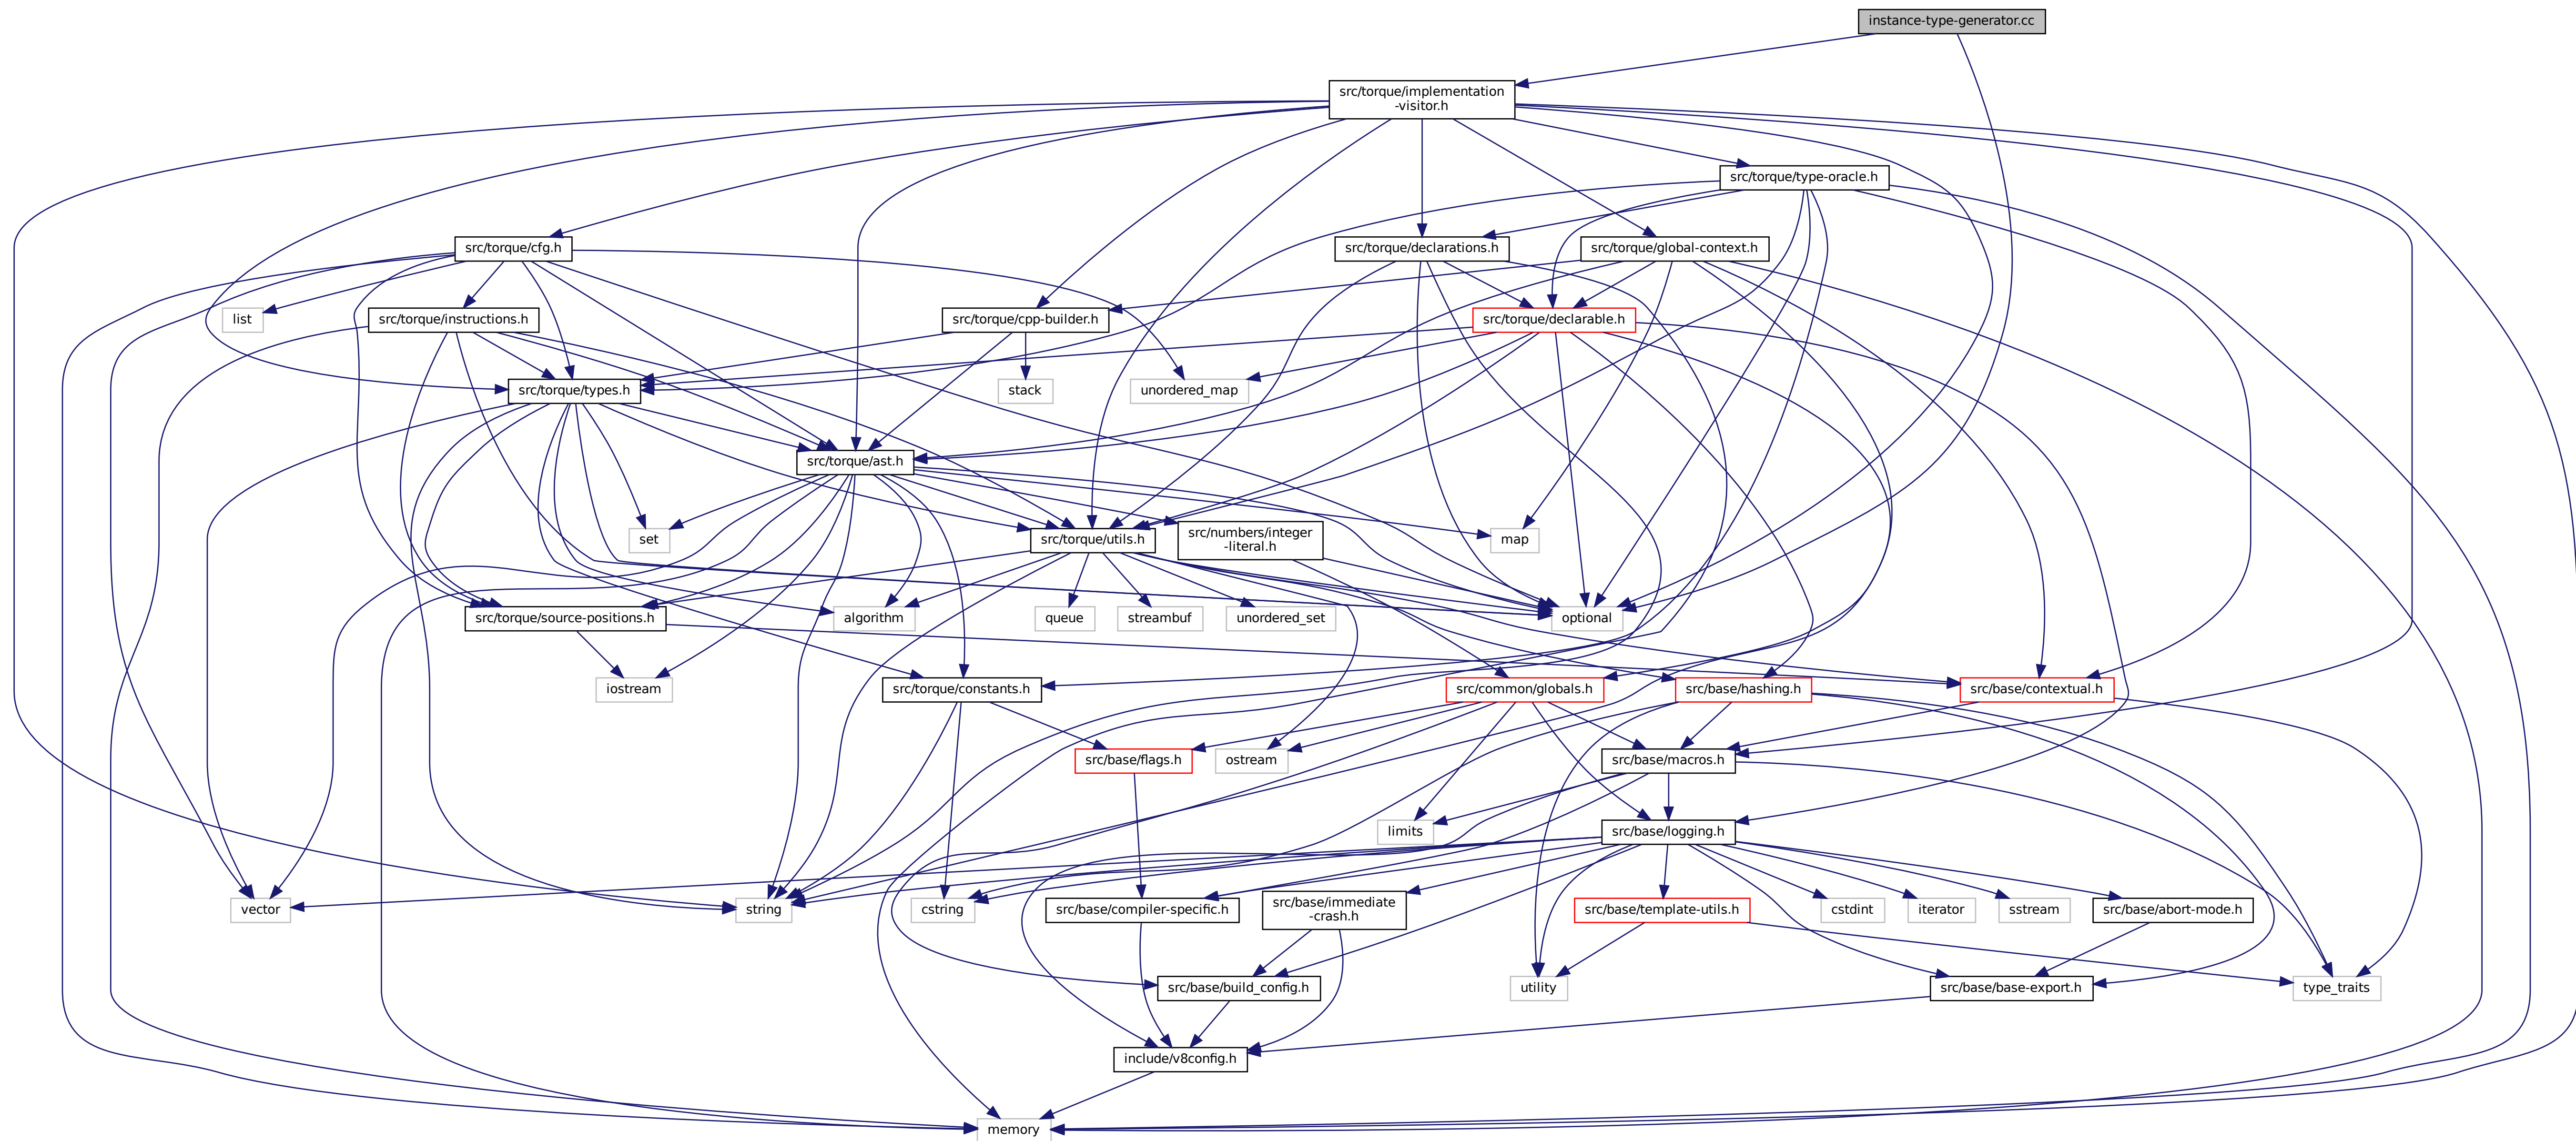 instance-type-generator.cc
src/torque/implementation
-visitor.h
src/torque/type-oracle.h
src/torque/cfg.h
src/torque/declarations.h
src/torque/global-context.h
list
src/torque/instructions.h
src/torque/cpp-builder.h
src/torque/declarable.h
src/torque/types.h
stack
unordered_map
src/torque/ast.h
set
src/torque/utils.h
src/numbers/integer
-literal.h
map
src/torque/source-positions.h
algorithm
queue
streambuf
unordered_set
optional
iostream
src/torque/constants.h
src/common/globals.h
src/base/hashing.h
src/base/contextual.h
src/base/flags.h
ostream
src/base/macros.h
limits
src/base/logging.h
vector
string
cstring
src/base/compiler-specific.h
src/base/immediate
-crash.h
src/base/template-utils.h
cstdint
iterator
sstream
src/base/abort-mode.h
src/base/build_config.h
utility
src/base/base-export.h
type_traits
include/v8config.h
memory